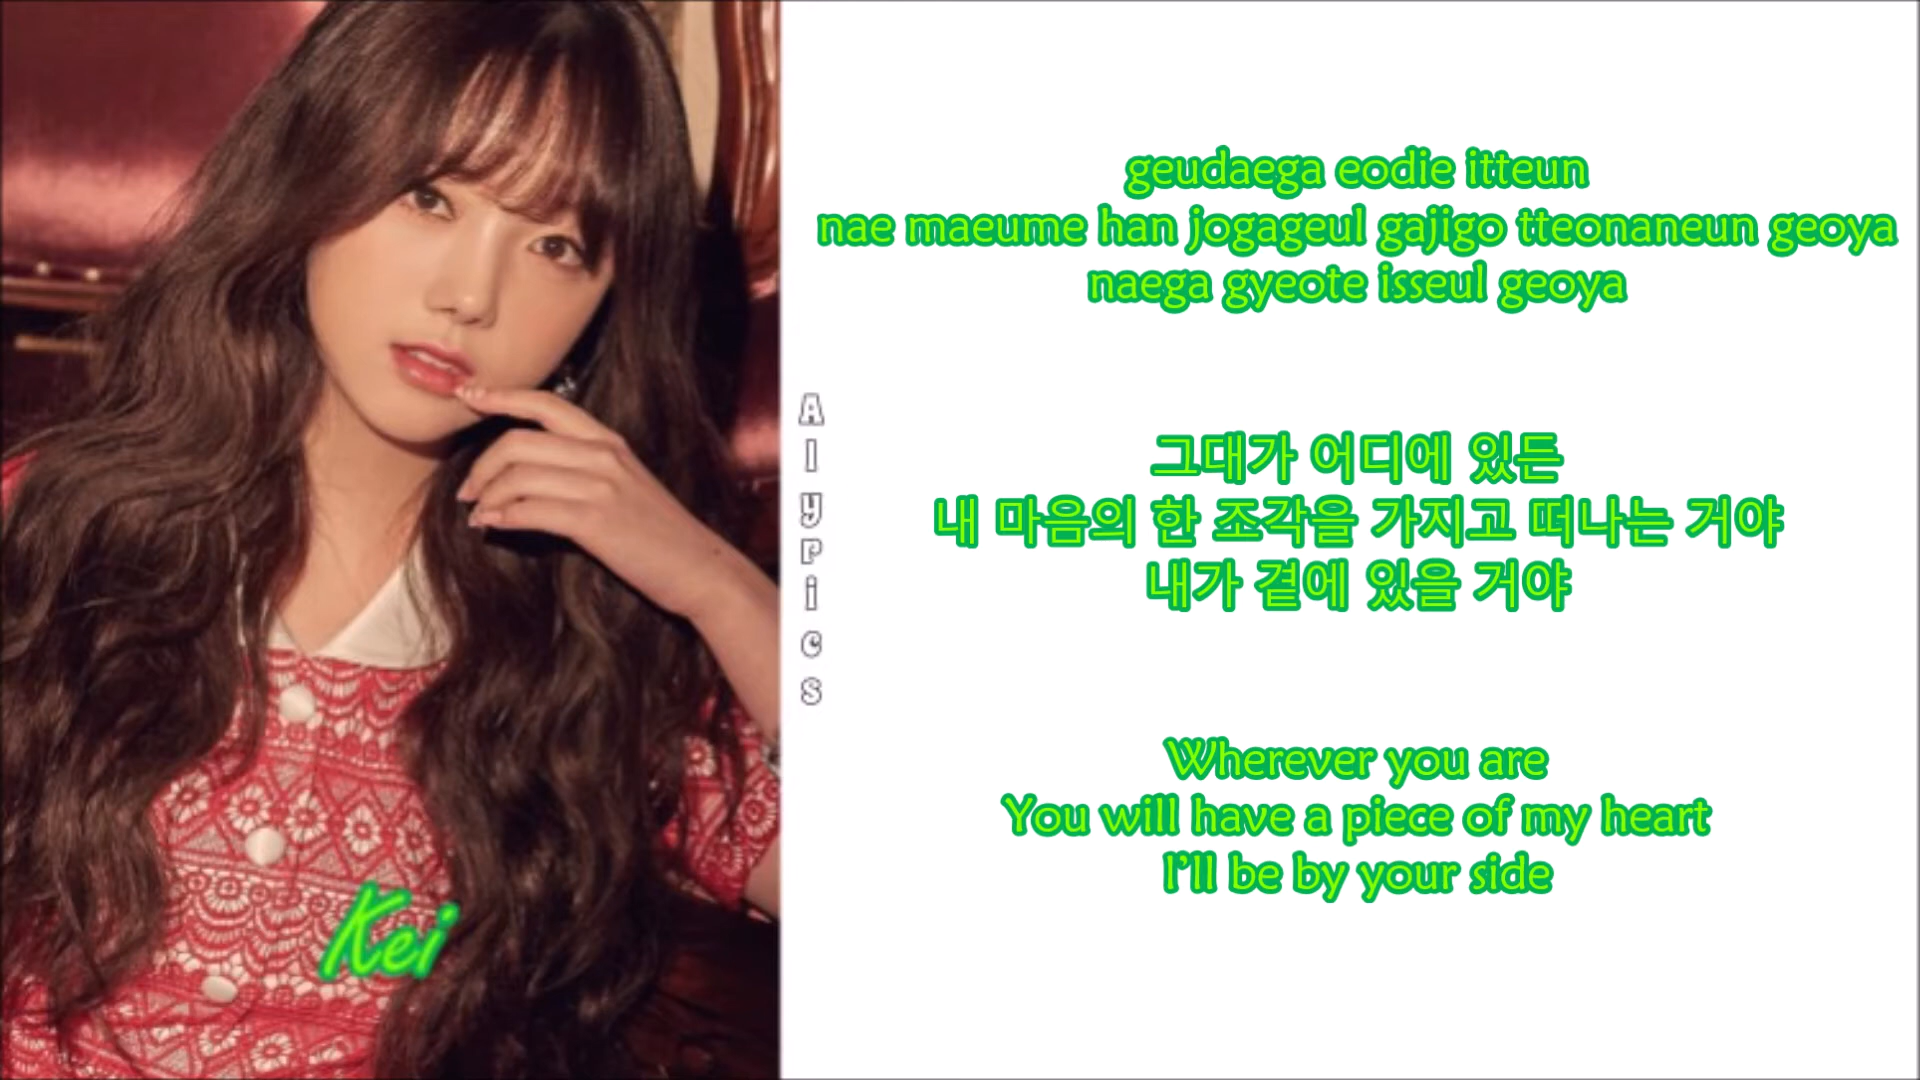 geudaega eodie itteun
nae maeume han jogageul gajigo tteonaneun geoya
naega gyeote isseul geoya
그대가 어디에 있든
내 마음의 한 조각을 가지고 떠나는 거야
내가 곁에 있을 거야
Wherever you are
You will have a piece of my heart
I'll be by your side
AlyPics
Kei